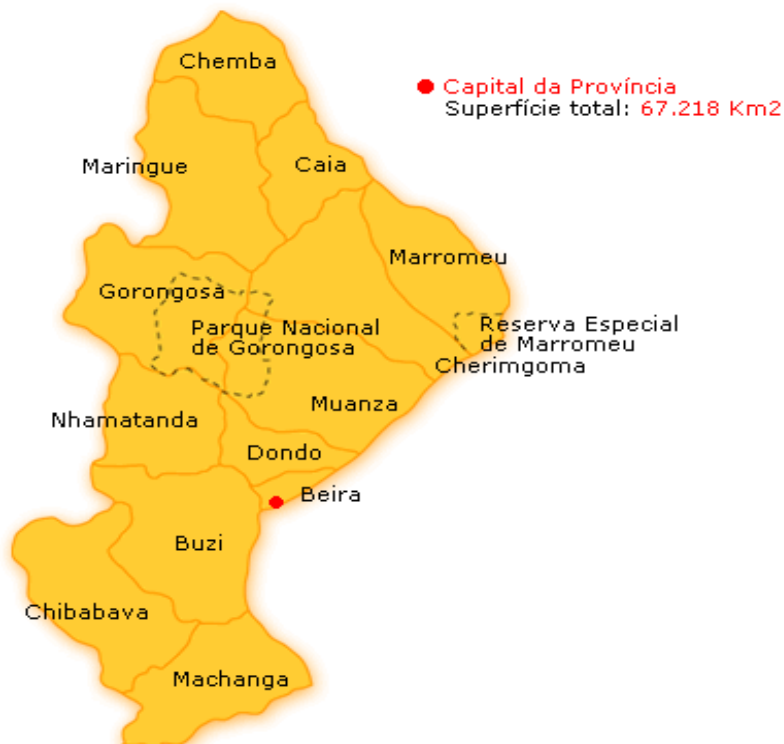 Chemba
Capital da Província
Superfície total: 67.218 Km2
Maringue
Caia
Marromeu
Gorongosa
Parque Nacional
de Gorongosa
Reserva Especial
de Marromeu
Cherimgoma
Muanza
Nhamatanda
Dondo
Beira
Buzi
Chibabava
Machanga